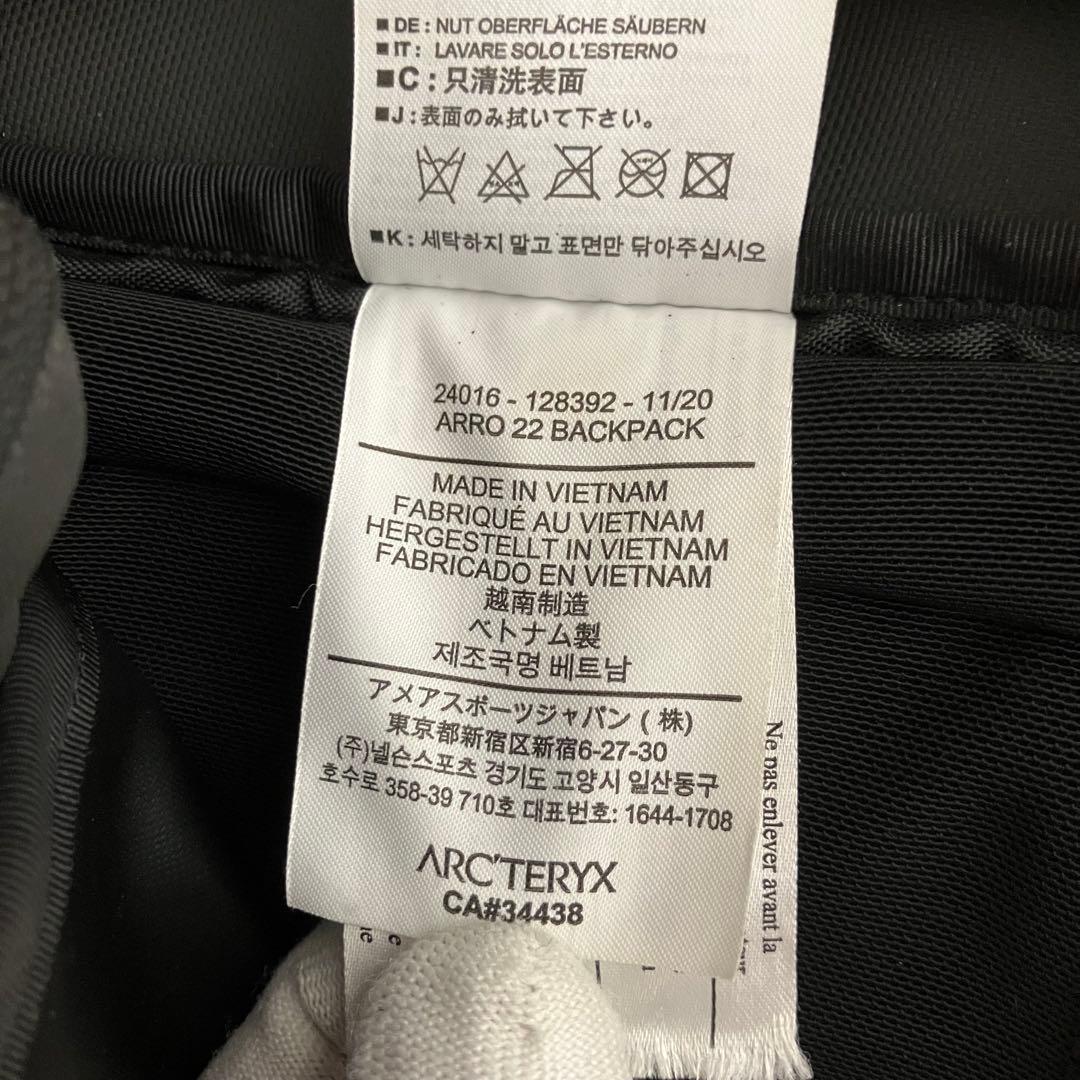 ■DE: NUT OBERFLÄCHE SÄUBERN
■IT: LAVARE SOLO L'ESTERNO
■C:只清洗表面
■J:表面のみ拭いて下さい。
■K: 세탁하지 말고 표면만 닦아주십시오
24016 - 128392 - 11/20
ARRO 22 BACKPACK
MADE IN VIETNAM
FABRIQUÉ AU VIETNAM
HERGESTELLT IN VIETNAM
FABRICADO EN VIETNAM
越南制造
ベトナム製
제조국명 베트남
アメアスポーツジャパン(株)
東京都新宿区新宿6-27-30
(주)넬슨스포츠 경기도 고양시 일산동구
호수로 358-39 710호 대표번호: 1644-1708
ARC'TERYX
CA#34438
Ne pas enlever avant la